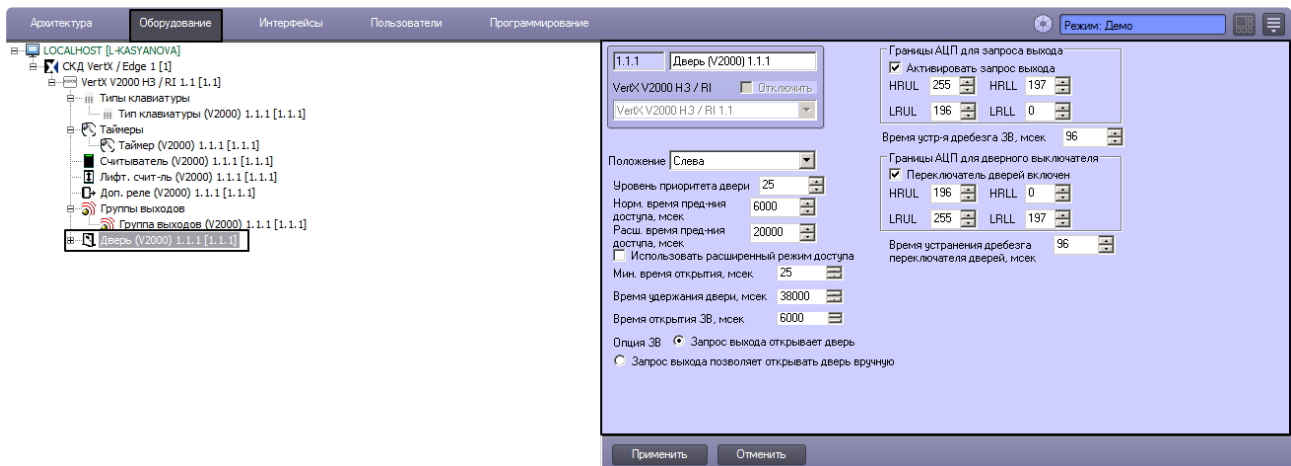 Архитектура Оборудование Интерфейсы Пользователи Программирование Режим: Демо
LOCALHOST [L-KASYANOVA]
СКД VertX / Edge 1 [1]
VertX V2000 H3 / RI 1.1 [1.1]
Типы клавиатуры
Тип клавиатуры (V2000) 1.1.1 [1.1.1]
Таймеры
Таймер (V2000) 1.1.1 [1.1.1]
Считыватель (V2000) 1.1.1 [1.1.1]
Лифт. счит-ль (V2000) 1.1.1 [1.1.1]
Доп. реле (V2000) 1.1.1 [1.1.1]
Группы выходов
Группа выходов (V2000) 1.1.1 [1.1.1]
Дверь (V2000) 1.1.1 [1.1.1]
1.1.1 Дверь (V2000) 1.1.1
VertX V2000 H3 / RI Отключить
VertX V2000 H3 / RI 1.1
Положение Слева
Уровень приоритета двери 25
Норм. время пред-ния
доступа, мсек 6000
Расш. время пред-ния
доступа, мсек 20000
Использовать расширенный режим доступа
Мин. время открытия, мсек 25
Время удержания двери, мсек 38000
Время открытия ЗВ, мсек 6000
Опция ЗВ Запрос выхода открывает дверь
Запрос выхода позволяет открывать дверь вручную
Границы АЦП для запроса выхода
Активировать запрос выхода
HRUL 255 HRLL 197
LRUL 196 LRLL 0
Время устр-я дребезга ЗВ, мсек 96
Границы АЦП для дверного выключателя
Переключатель дверей включен
HRUL 196 HRLL 0
LRUL 255 LRLL 197
Время устранения дребезга 96
переключателя дверей, мсек
Применить Отменить